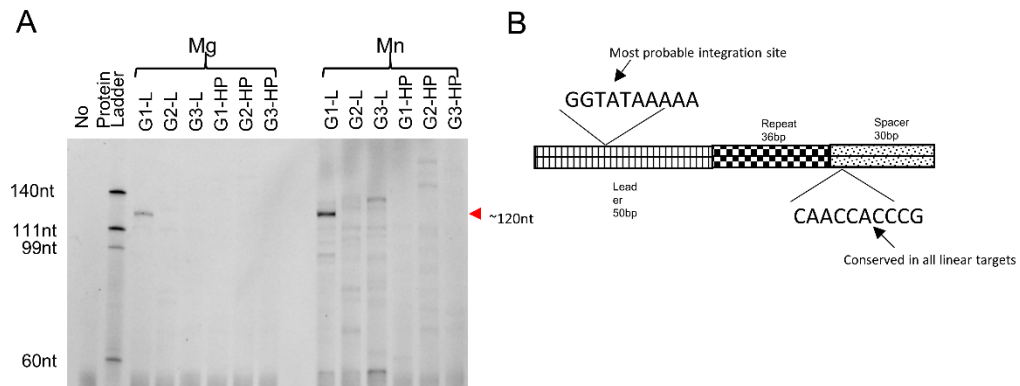 A
Mg
Mn
No
Protein
Ladder
G1-L
G2-L
G3-L
G1-HP
G2-HP
G3-HP
G1-L
G2-L
G3-L
G1-HP
G2-HP
G3-HP
140nt
111nt
99nt
60nt
~120nt
B
Most probable integration site
GGTATAAAAA
Repeat
36bp
Spacer
30bp
Lead
er
50bp
CAACCACCCG
Conserved in all linear targets